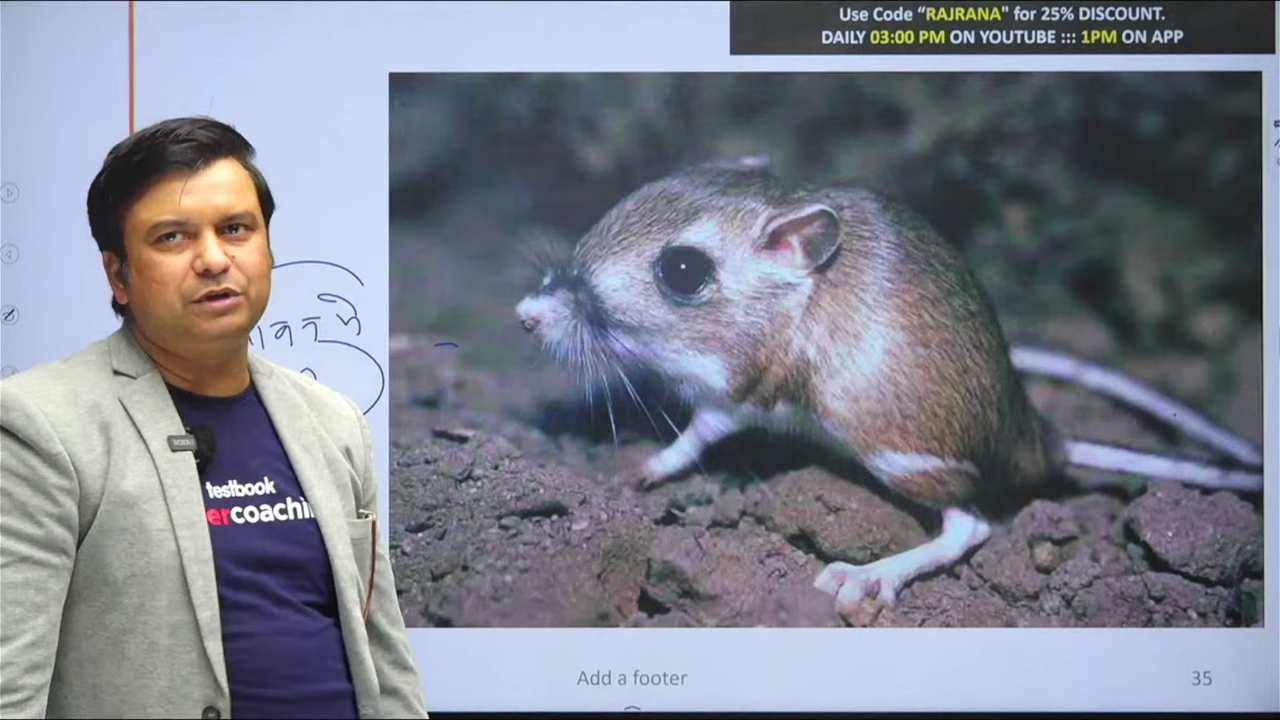 Use Code “RAJRANA" for 25% DISCOUNT.
DAILY 03:00 PM ON YOUTUBE ::: 1PM ON APP
testbook
ercoachi
Add a footer
35